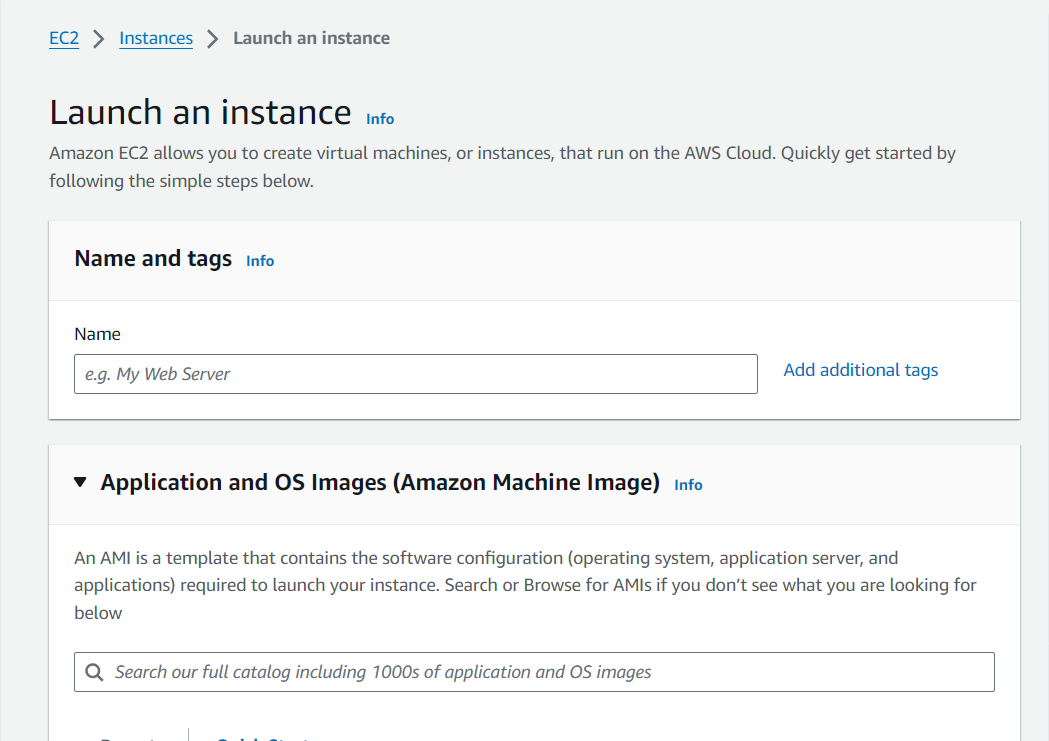 EC2 > Instances > Launch an instance
Launch an instance Info
Amazon EC2 allows you to create virtual machines, or instances, that run on the AWS Cloud. Quickly get started by
following the simple steps below.
Name and tags Info
Name
e.g. My Web Server
Add additional tags
Application and OS Images (Amazon Machine Image) Info
An AMI is a template that contains the software configuration (operating system, application server, and
applications) required to launch your instance. Search or Browse for AMIs if you don’t see what you are looking for
below
Search our full catalog including 1000s of application and OS images